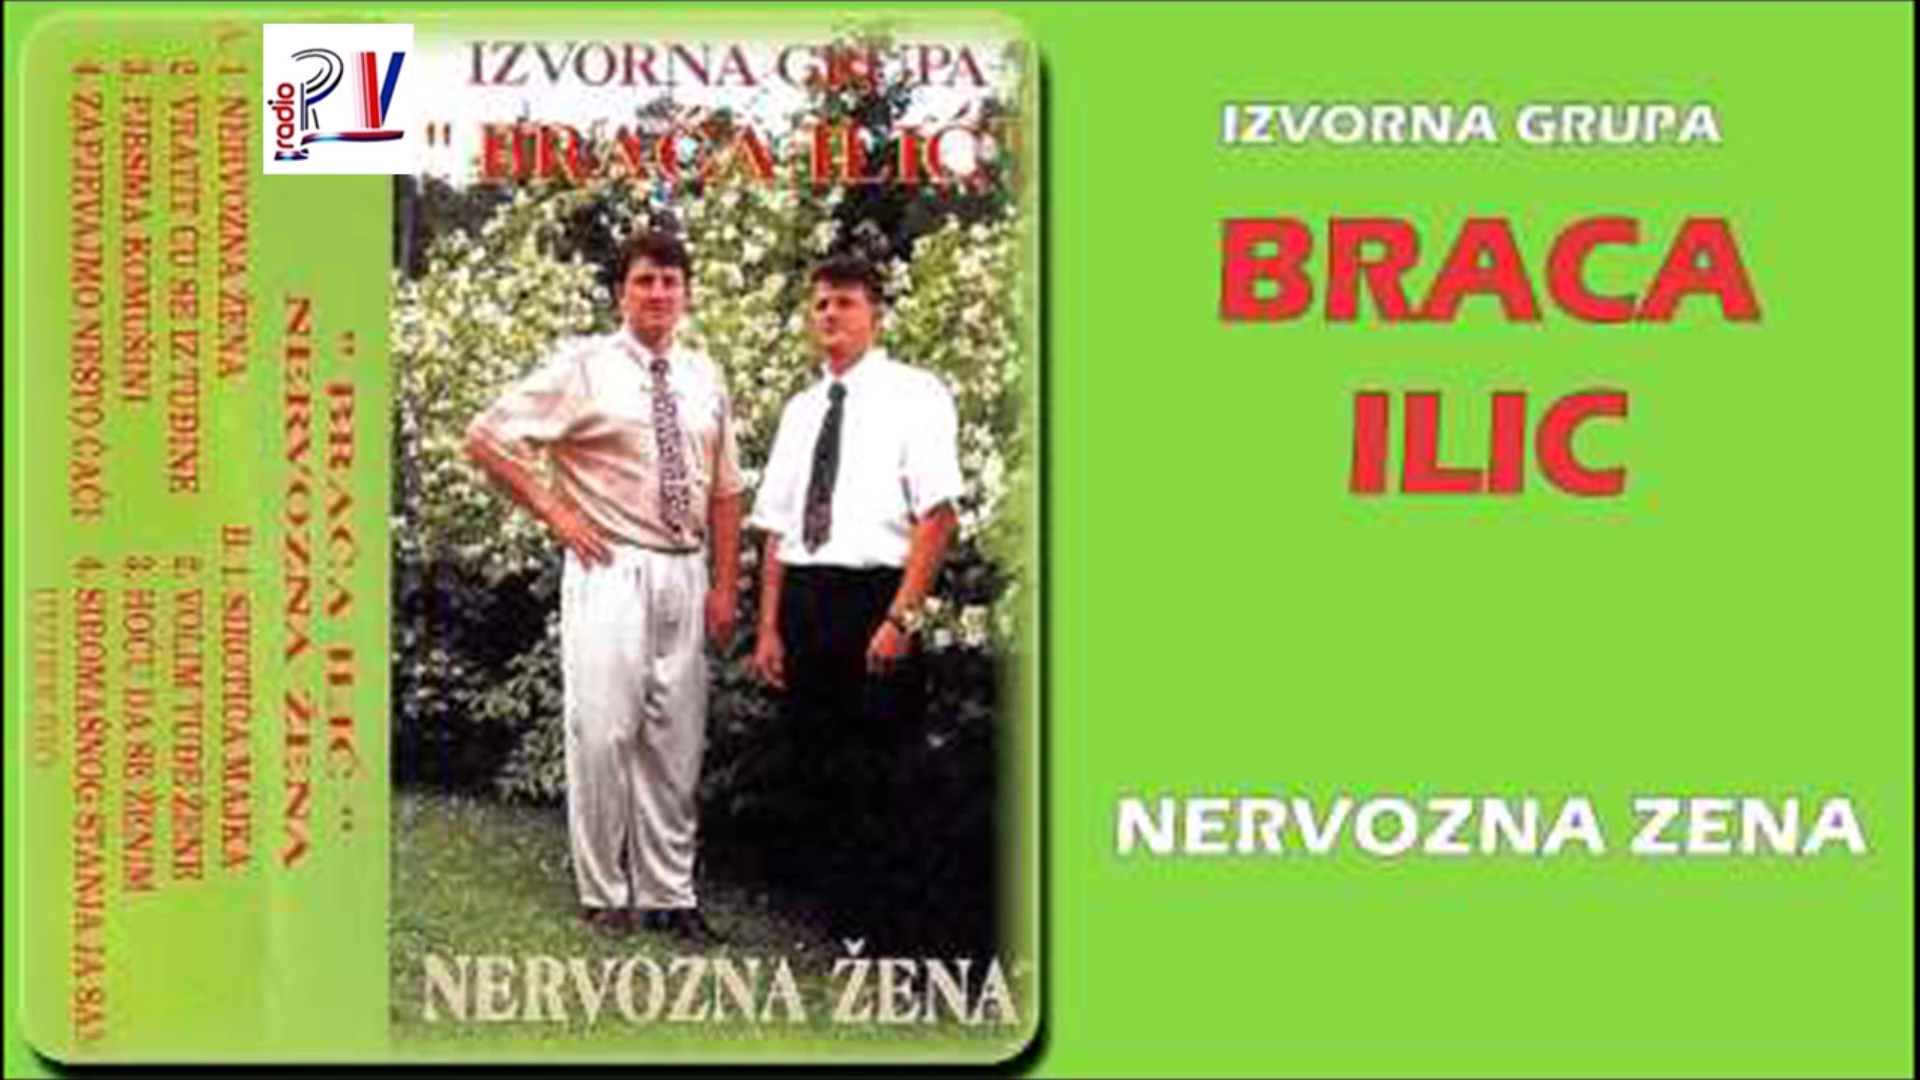 radio
PV
IZVORNA GRUPA
" BRAĆA ILIĆ"
NERVOZNA ŽENA
" BRAĆA ILIĆ "
NERVOZNA ŽENA
1. NERVOZNA ŽENA
2. VRATIT ĆU SE IZ TUĐINE
3. PJESMA KOMUŠINI
4. ZAPJEVAJMO NEŠTO ĆAĆI
II. 1. SIROTICA MAJKA
2. VOLIM TUĐE ŽENE
3. HOĆU DA SE ŽENIM
4. SIROMAŠNOG STANJA JA SAM
IZVORNA GRUPA
BRACA
ILIC
NERVOZNA ZENA